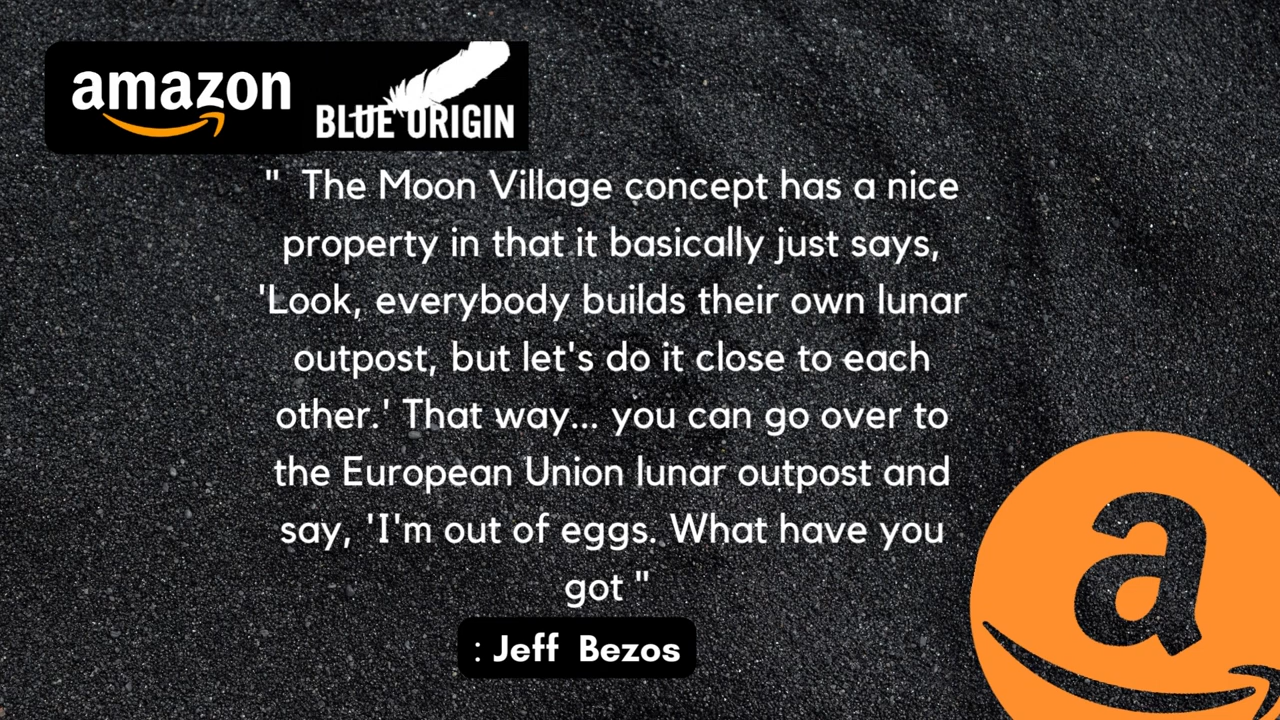 amazon
BLUE ORIGIN
"  The Moon Village concept has a nice
property in that it basically just says,
'Look, everybody builds their own lunar
outpost, but let's do it close to each
other.' That way... you can go over to
the European Union lunar outpost and
say, 'I'm out of eggs. What have you
got "
: Jeff  Bezos
a